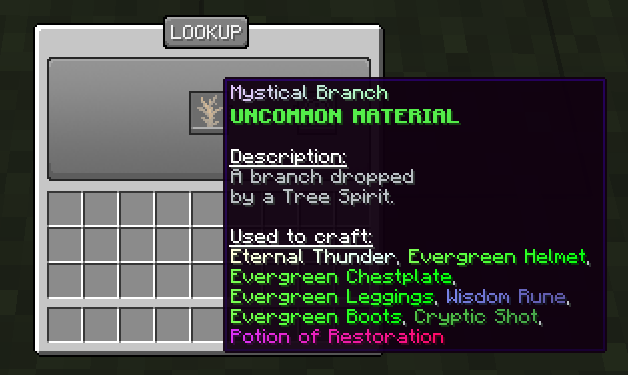 LOOKUP
Mystical Branch
UNCOMMON MATERIAL
Description:
A branch dropped
by a Tree Spirit.
Used to craft:
Eternal Thunder, Evergreen Helmet,
Evergreen Chestplate,
Evergreen Leggings, Wisdom Rune,
Evergreen Boots, Cryptic Shot,
Potion of Restoration